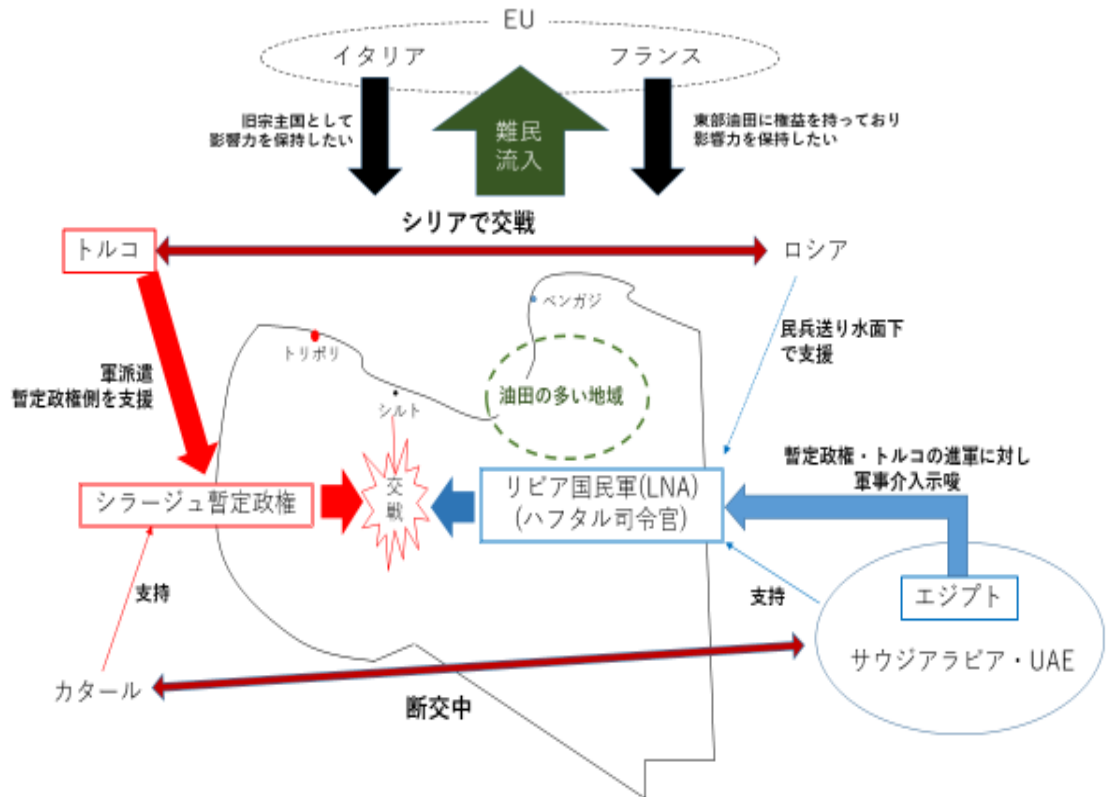 EU
イタリア
フランス
旧宗主国として
影響力を保持したい
難民
流入
東部油田に権益を持っており
影響力を保持したい
シリアで交戦
トルコ
ロシア
ベンガジ
トリポリ
民兵送り水面下
で支援
軍派遣
暫定政権側を支援
シルト
油田の多い地域
暫定政権・トルコの進軍に対し
軍事介入示唆
シラージュ暫定政権
交
戦
リビア国民軍(LNA)
(ハフタル司令官)
支持
支持
エジプト
サウジアラビア・UAE
カタール
断交中